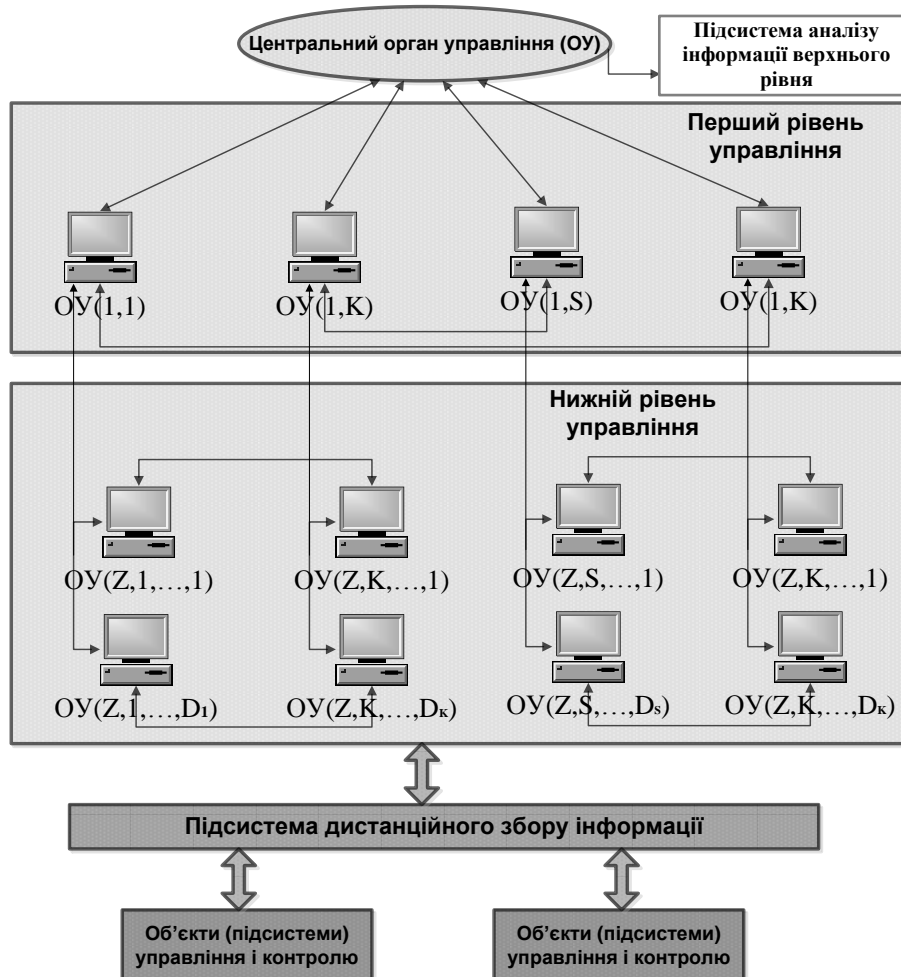 Центральний орган управління (ОУ)
Підсистема аналізу
інформації верхнього
рівня
Перший рівень
управління
ОУ(1,1)
ОУ(1,K)
ОУ(1,S)
ОУ(1,K)
Нижній рівень
управління
ОУ(Z,1,…,1)
ОУ(Z,K,…,1)
ОУ(Z,S,…,1)
ОУ(Z,K,…,1)
ОУ(Z,1,…,D₁)
ОУ(Z,K,…,Dₖ)
ОУ(Z,S,…,Dₛ)
ОУ(Z,K,…,Dₖ)
Підсистема дистанційного збору інформації
Об’єкти (підсистеми)
управління і контролю
Об’єкти (підсистеми)
управління і контролю